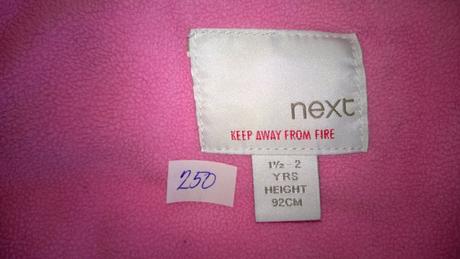 next
KEEP AWAY FROM FIRE
250
1½-2
YRS
HEIGHT
92CM